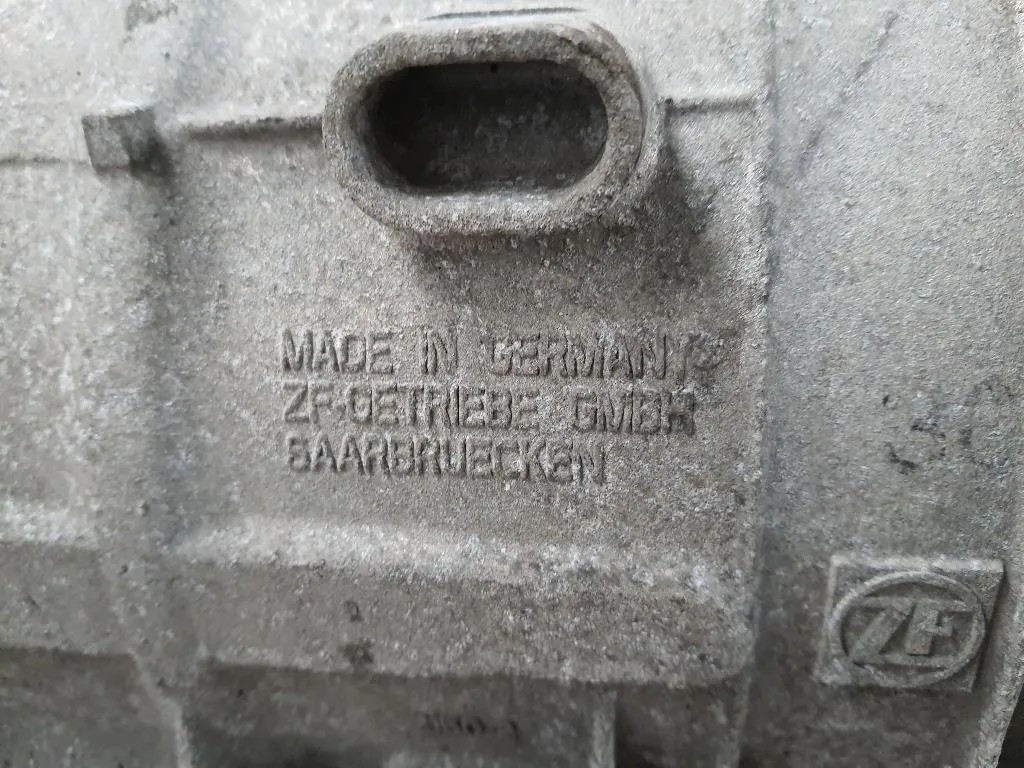 MADE IN GERMANY
ZF-GETRIEBE GMBH
SAARBRUECKEN
ZF